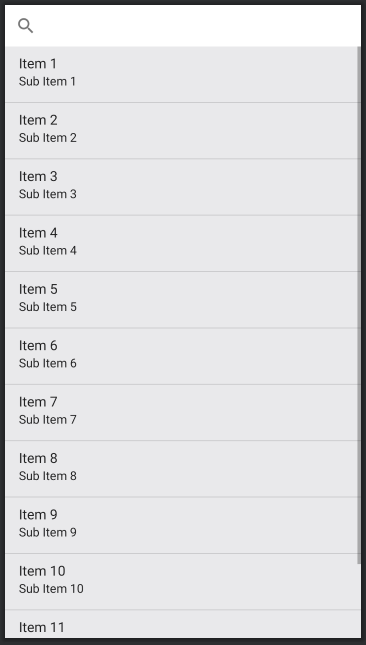 Item 1
Sub Item 1
Item 2
Sub Item 2
Item 3
Sub Item 3
Item 4
Sub Item 4
Item 5
Sub Item 5
Item 6
Sub Item 6
Item 7
Sub Item 7
Item 8
Sub Item 8
Item 9
Sub Item 9
Item 10
Sub Item 10
Item 11